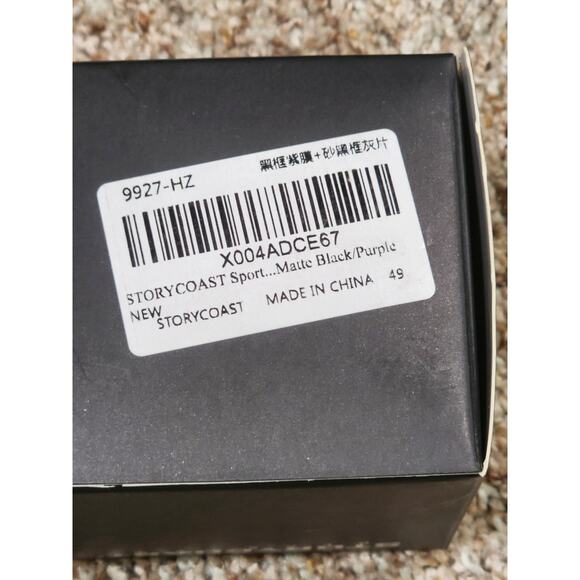 9927-HZ 黑框紫膜+砂黑框灰片
X004ADCE67
STORYCOAST Sport...Matte Black/Purple
NEW
STORYCOAST MADE IN CHINA 49